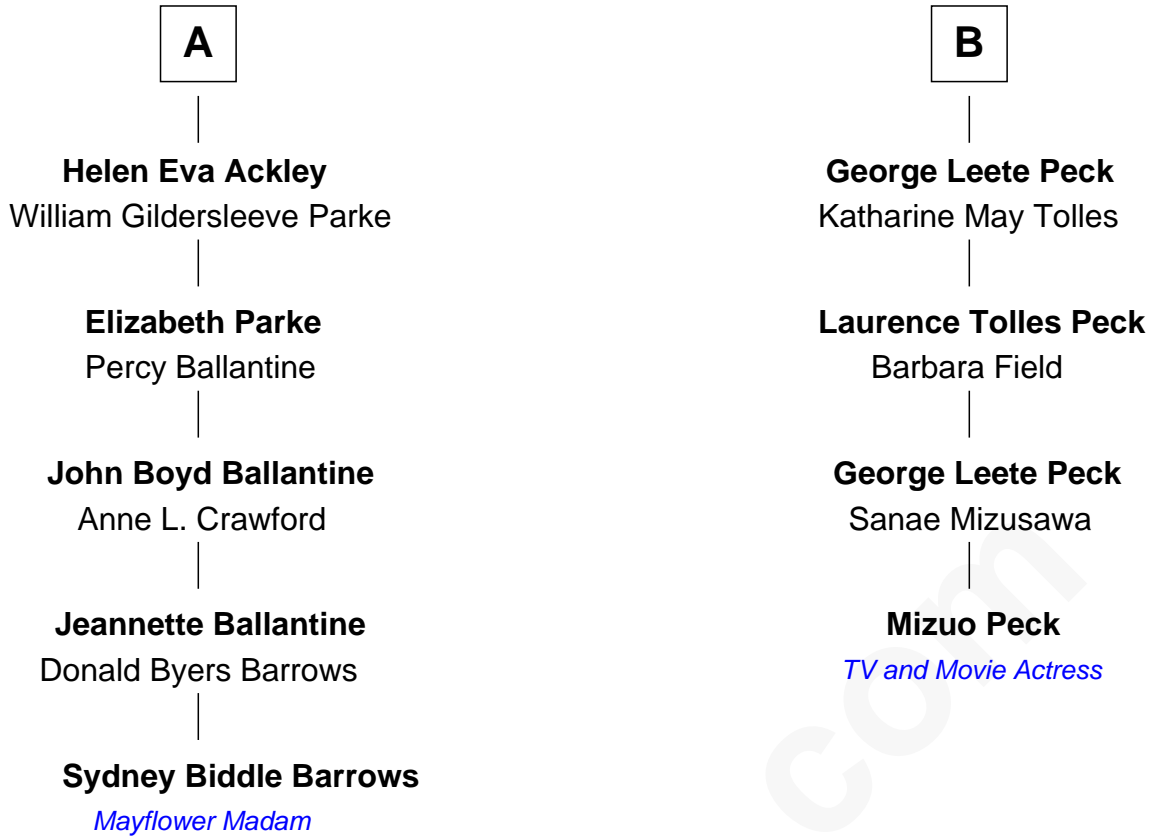 A
Helen Eva Ackley
William Gildersleeve Parke
Elizabeth Parke
Percy Ballantine
John Boyd Ballantine
Anne L. Crawford
Jeannette Ballantine
Donald Byers Barrows
Sydney Biddle Barrows
Mayflower Madam
B
George Leete Peck
Katharine May Tolles
Laurence Tolles Peck
Barbara Field
George Leete Peck
Sanae Mizusawa
Mizuo Peck
TV and Movie Actress
com